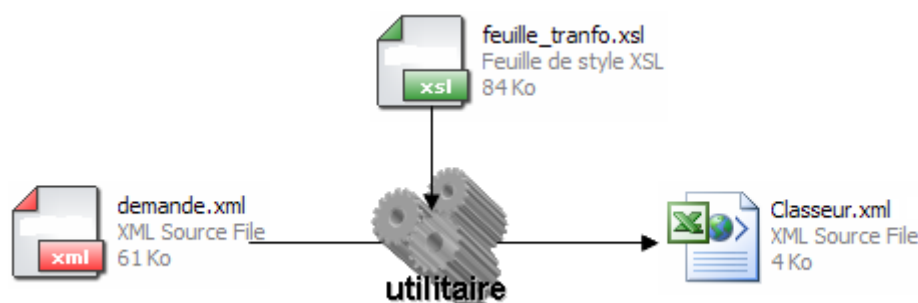 feuille_tranfo.xsl
Feuille de style XSL
84 Ko
xsl
demande.xml
XML Source File
61 Ko
xml
utilitaire
Classeur.xml
XML Source File
4 Ko